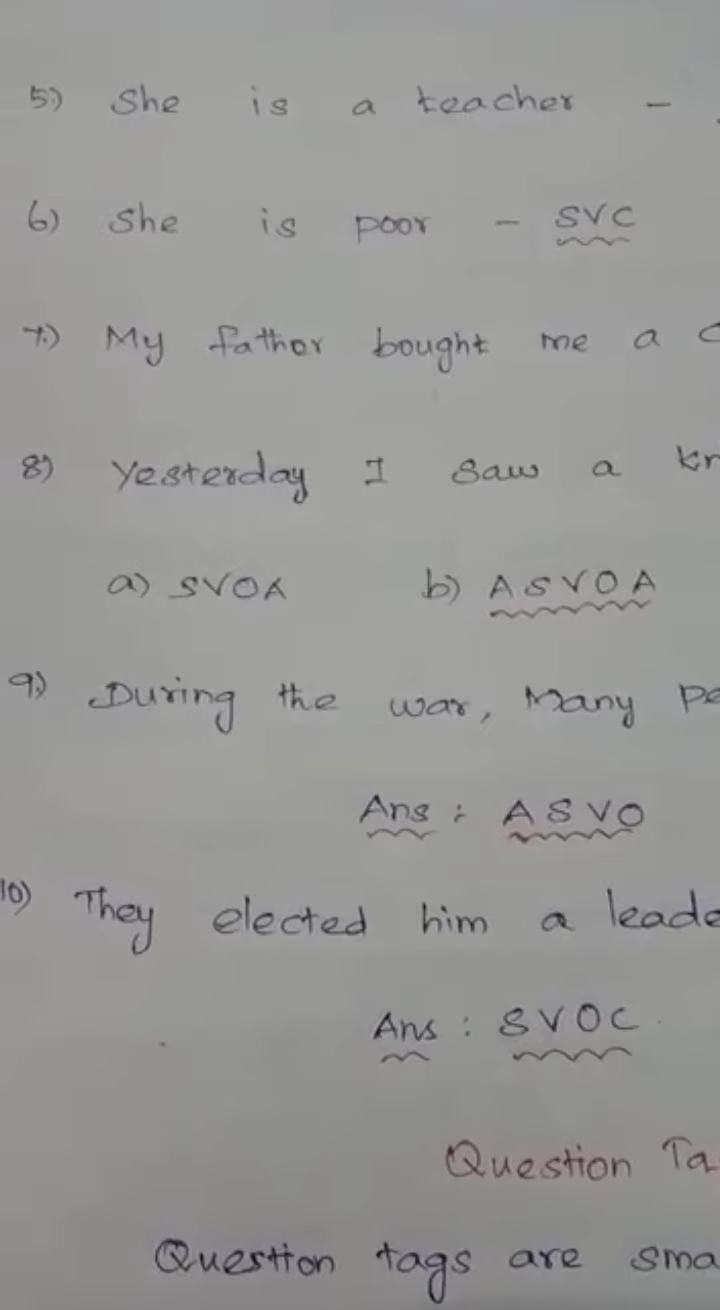 5) She is a teacher -
6) She is poor - SVC
7.) My father bought me a
8) Yesterday I saw a
a) SVOA b) ASVOA
9) During the war, Many
Ans : ASVO
10) They elected him a
Ans : SVOC
Question
Question tags are